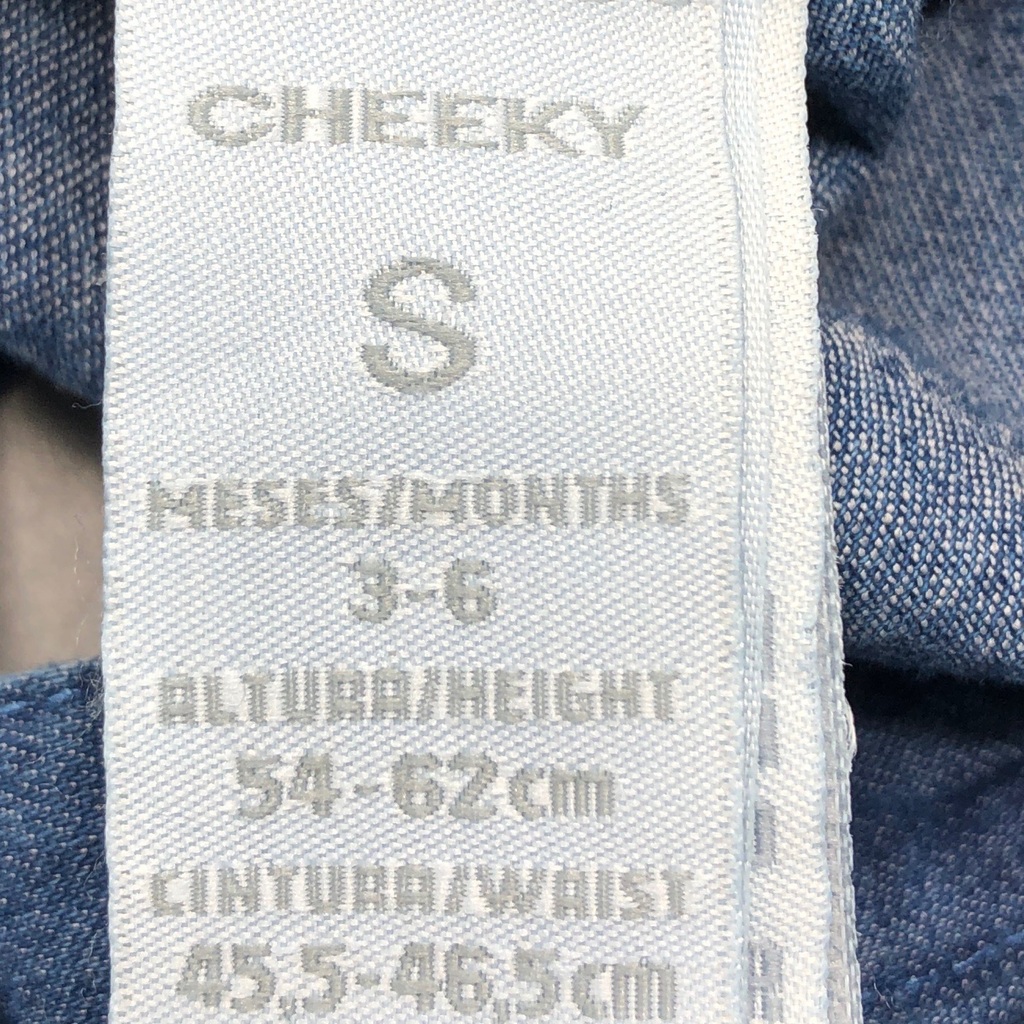 CHEEKY
S
MESES/MONTHS
3-6
ALTURA/HEIGHT
54-62cm
CINTURA/WAIST
45,5-46,5cm